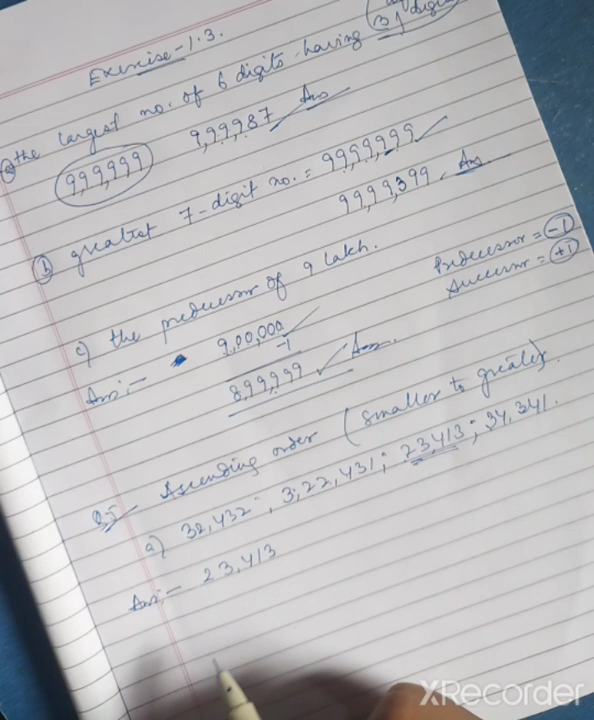 Exercise-1.3.
(a) the largest no. of 6 digits having (3) digits
999,999 9,99,987 Ans
(b) greatest 7-digit no. = 99,99,999
99,99,399 Ans
c) the predecessor of 9 lakh.
Predecessor = -1
Successor = +1
Ans:- 9,00,000
-1
8,99,999 Ans.
Q.5 Ascending order (smaller to greater).
a) 32,432; 3,22,431; 23,413; 34,341.
Ans:- 23,413
XRecorder